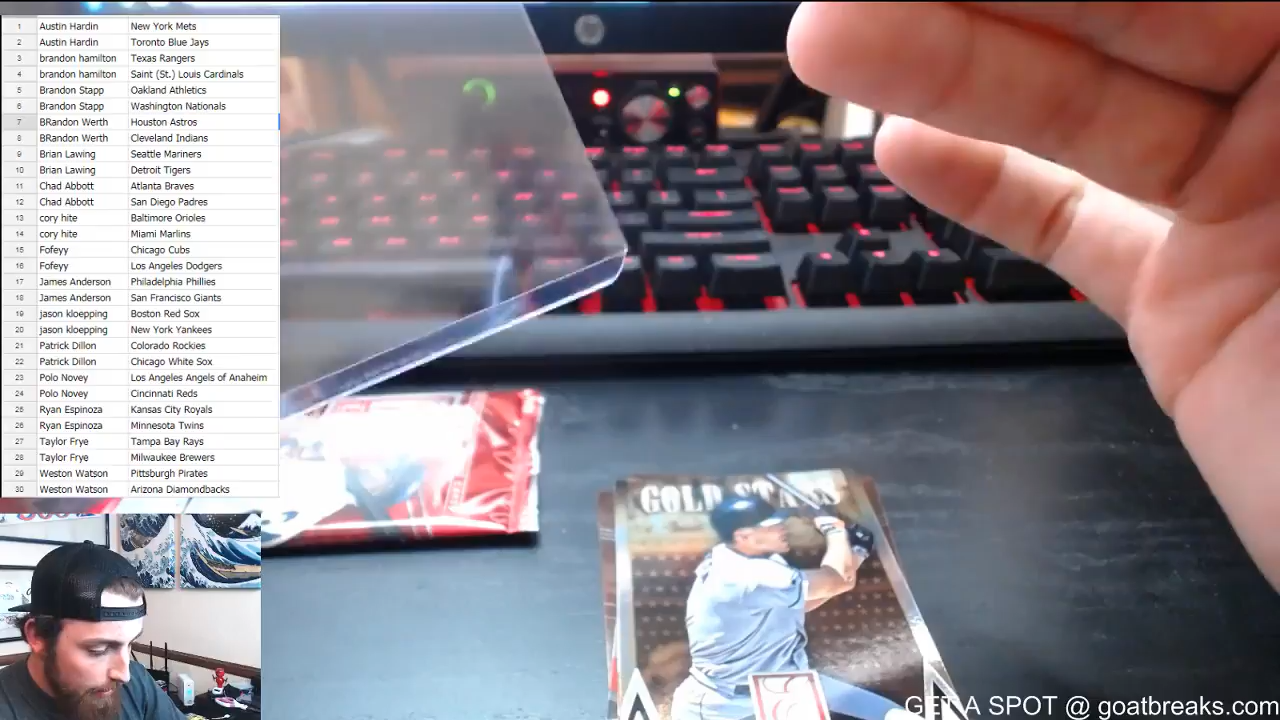 1 Austin Hardin New York Mets
2 Austin Hardin Toronto Blue Jays
3 brandon hamilton Texas Rangers
4 brandon hamilton Saint (St.) Louis Cardinals
5 Brandon Stapp Oakland Athletics
6 Brandon Stapp Washington Nationals
7 BRandon Werth Houston Astros
8 BRandon Werth Cleveland Indians
9 Brian Lawing Seattle Mariners
10 Brian Lawing Detroit Tigers
11 Chad Abbott Atlanta Braves
12 Chad Abbott San Diego Padres
13 cory hite Baltimore Orioles
14 cory hite Miami Marlins
15 Fofeyy Chicago Cubs
16 Fofeyy Los Angeles Dodgers
17 James Anderson Philadelphia Phillies
18 James Anderson San Francisco Giants
19 jason kloepping Boston Red Sox
20 jason kloepping New York Yankees
21 Patrick Dillon Colorado Rockies
22 Patrick Dillon Chicago White Sox
23 Polo Novey Los Angeles Angels of Anaheim
24 Polo Novey Cincinnati Reds
25 Ryan Espinoza Kansas City Royals
26 Ryan Espinoza Minnesota Twins
27 Taylor Frye Tampa Bay Rays
28 Taylor Frye Milwaukee Brewers
29 Weston Watson Pittsburgh Pirates
30 Weston Watson Arizona Diamondbacks
GOLD STARS
GET A SPOT @ goatbreaks.com